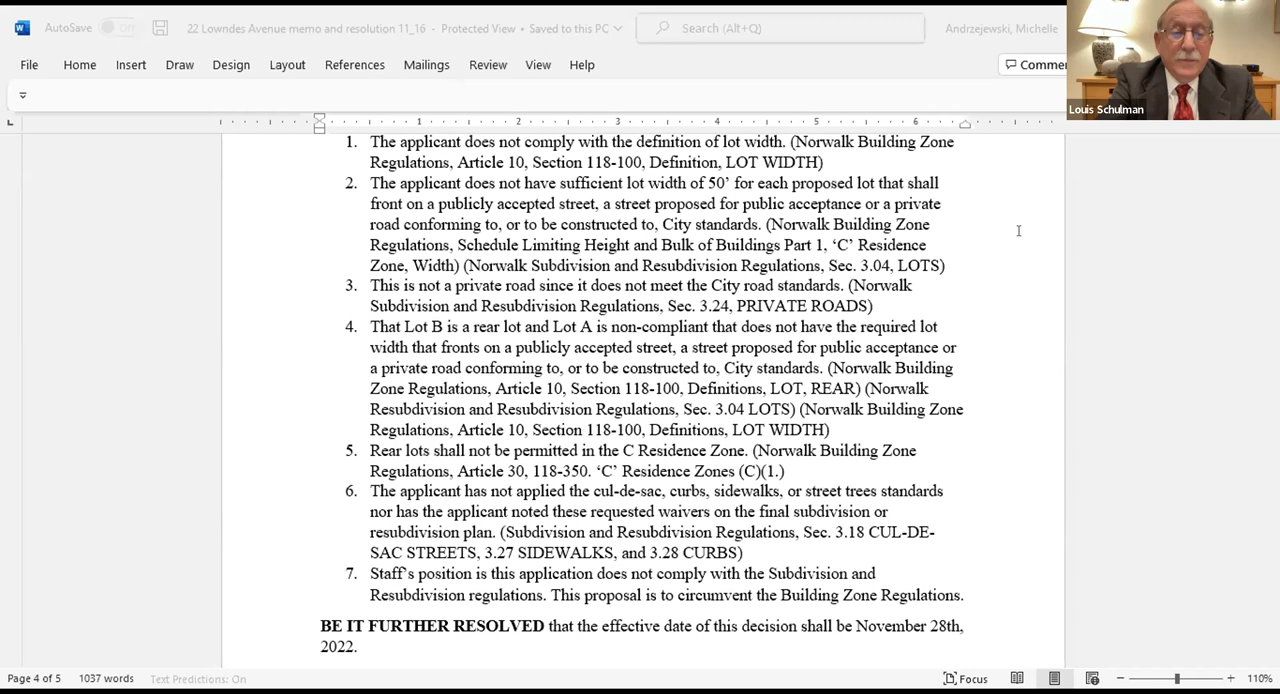 AutoSave Off 22 Lowndes Avenue memo and resolution 11_16 • Protected View • Saved to this PC Search (Alt+Q) Andrzejewski, Michelle
File Home Insert Draw Design Layout References Mailings Review View Help Comme
Louis Schulman
1 2 3 4 5 6
1. The applicant does not comply with the definition of lot width. (Norwalk Building Zone
Regulations, Article 10, Section 118-100, Definition, LOT WIDTH)
2. The applicant does not have sufficient lot width of 50’ for each proposed lot that shall
front on a publicly accepted street, a street proposed for public acceptance or a private
road conforming to, or to be constructed to, City standards. (Norwalk Building Zone
Regulations, Schedule Limiting Height and Bulk of Buildings Part 1, ‘C’ Residence
Zone, Width) (Norwalk Subdivision and Resubdivision Regulations, Sec. 3.04, LOTS)
3. This is not a private road since it does not meet the City road standards. (Norwalk
Subdivision and Resubdivision Regulations, Sec. 3.24, PRIVATE ROADS)
4. That Lot B is a rear lot and Lot A is non-compliant that does not have the required lot
width that fronts on a publicly accepted street, a street proposed for public acceptance or
a private road conforming to, or to be constructed to, City standards. (Norwalk Building
Zone Regulations, Article 10, Section 118-100, Definitions, LOT, REAR) (Norwalk
Resubdivision and Resubdivision Regulations, Sec. 3.04 LOTS) (Norwalk Building Zone
Regulations, Article 10, Section 118-100, Definitions, LOT WIDTH)
5. Rear lots shall not be permitted in the C Residence Zone. (Norwalk Building Zone
Regulations, Article 30, 118-350. ‘C’ Residence Zones (C)(1.)
6. The applicant has not applied the cul-de-sac, curbs, sidewalks, or street trees standards
nor has the applicant noted these requested waivers on the final subdivision or
resubdivision plan. (Subdivision and Resubdivision Regulations, Sec. 3.18 CUL-DE-
SAC STREETS, 3.27 SIDEWALKS, and 3.28 CURBS)
7. Staff’s position is this application does not comply with the Subdivision and
Resubdivision regulations. This proposal is to circumvent the Building Zone Regulations.
BE IT FURTHER RESOLVED that the effective date of this decision shall be November 28th,
2022.
Page 4 of 5 1037 words Text Predictions: On Focus 110%